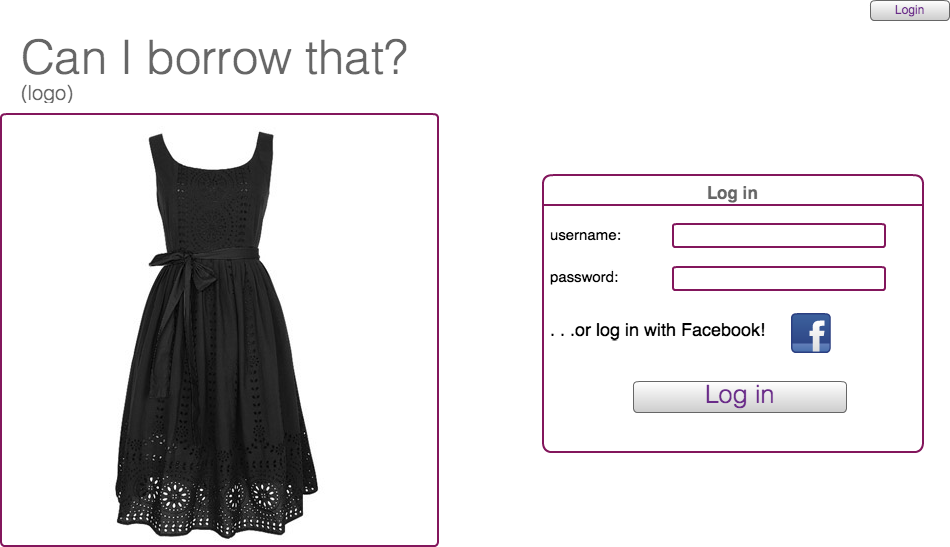 Login
Can I borrow that?
(logo)
Log in
username:
password:
. . .or log in with Facebook!
f
Log in